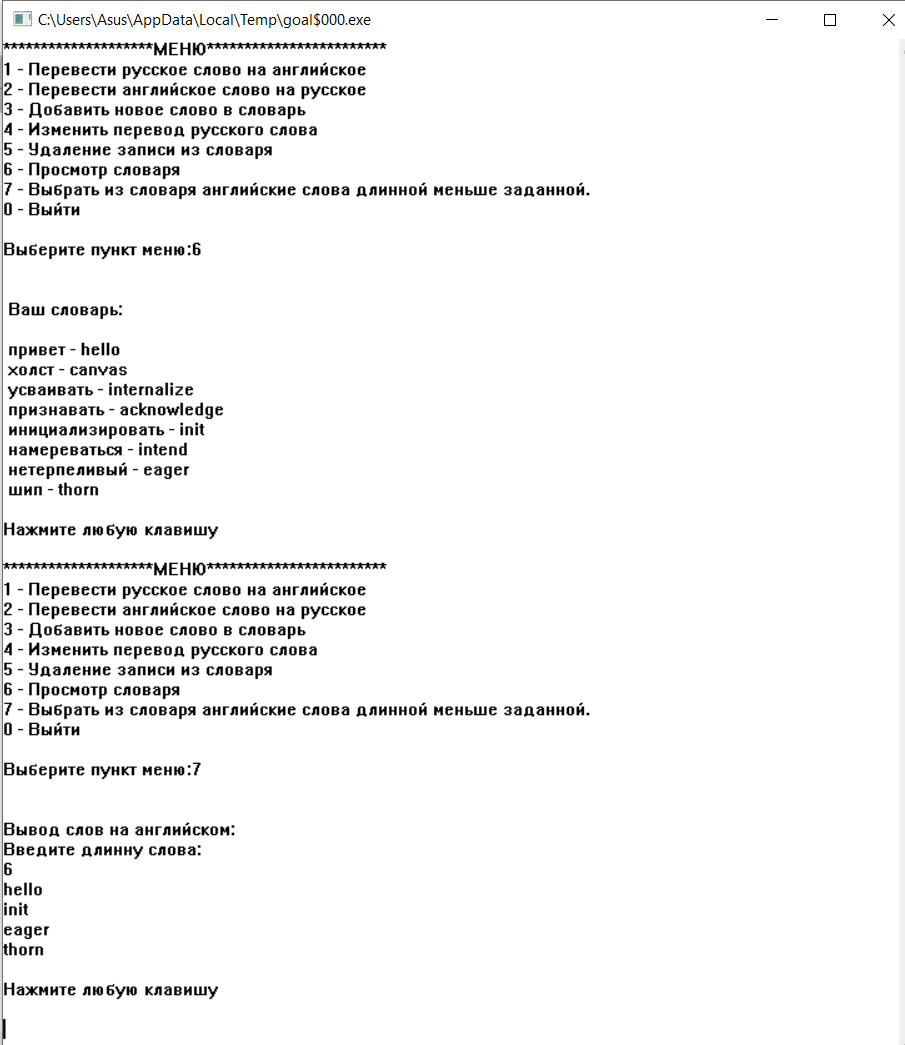 C:\Users\Asus\AppData\Local\Temp\goal$000.exe
********************МЕНЮ************************
1 - Перевести русское слово на английское
2 - Перевести английское слово на русское
3 - Добавить новое слово в словарь
4 - Изменить перевод русского слова
5 - Удаление записи из словаря
6 - Просмотр словаря
7 - Выбрать из словаря английские слова длинной меньше заданной.
0 - Выйти
Выберите пункт меню:6
Ваш словарь:
привет - hello
холст - canvas
усваивать - internalize
признавать - acknowledge
инициализировать - init
намереваться - intend
нетерпеливый - eager
шип - thorn
Нажмите любую клавишу
********************МЕНЮ************************
1 - Перевести русское слово на английское
2 - Перевести английское слово на русское
3 - Добавить новое слово в словарь
4 - Изменить перевод русского слова
5 - Удаление записи из словаря
6 - Просмотр словаря
7 - Выбрать из словаря английские слова длинной меньше заданной.
0 - Выйти
Выберите пункт меню:7
Вывод слов на английском:
Введите длинну слова:
6
hello
init
eager
thorn
Нажмите любую клавишу